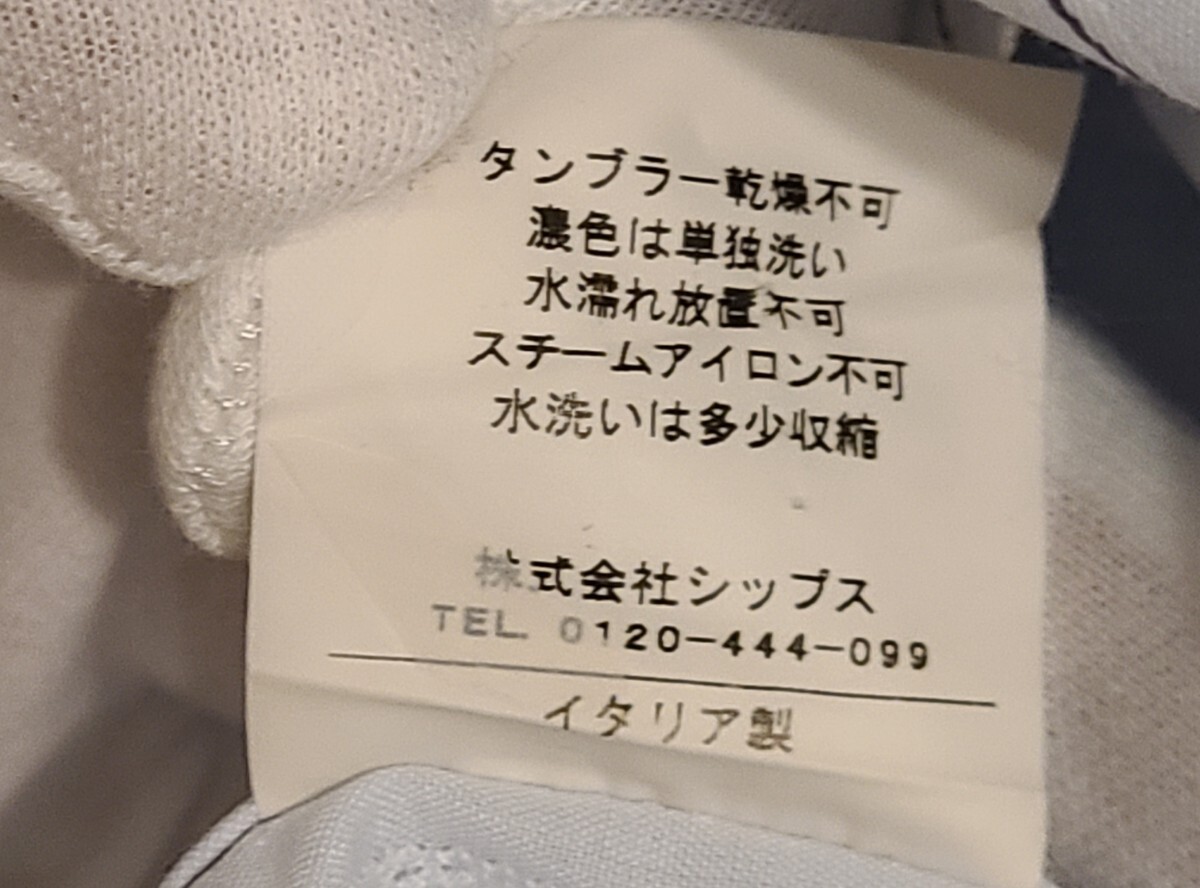 タンブラー乾燥不可
濃色は単独洗い
水濡れ放置不可
スチームアイロン不可
水洗いは多少収縮
株式会社シップス
TEL. 0120-444-099
イタリア製